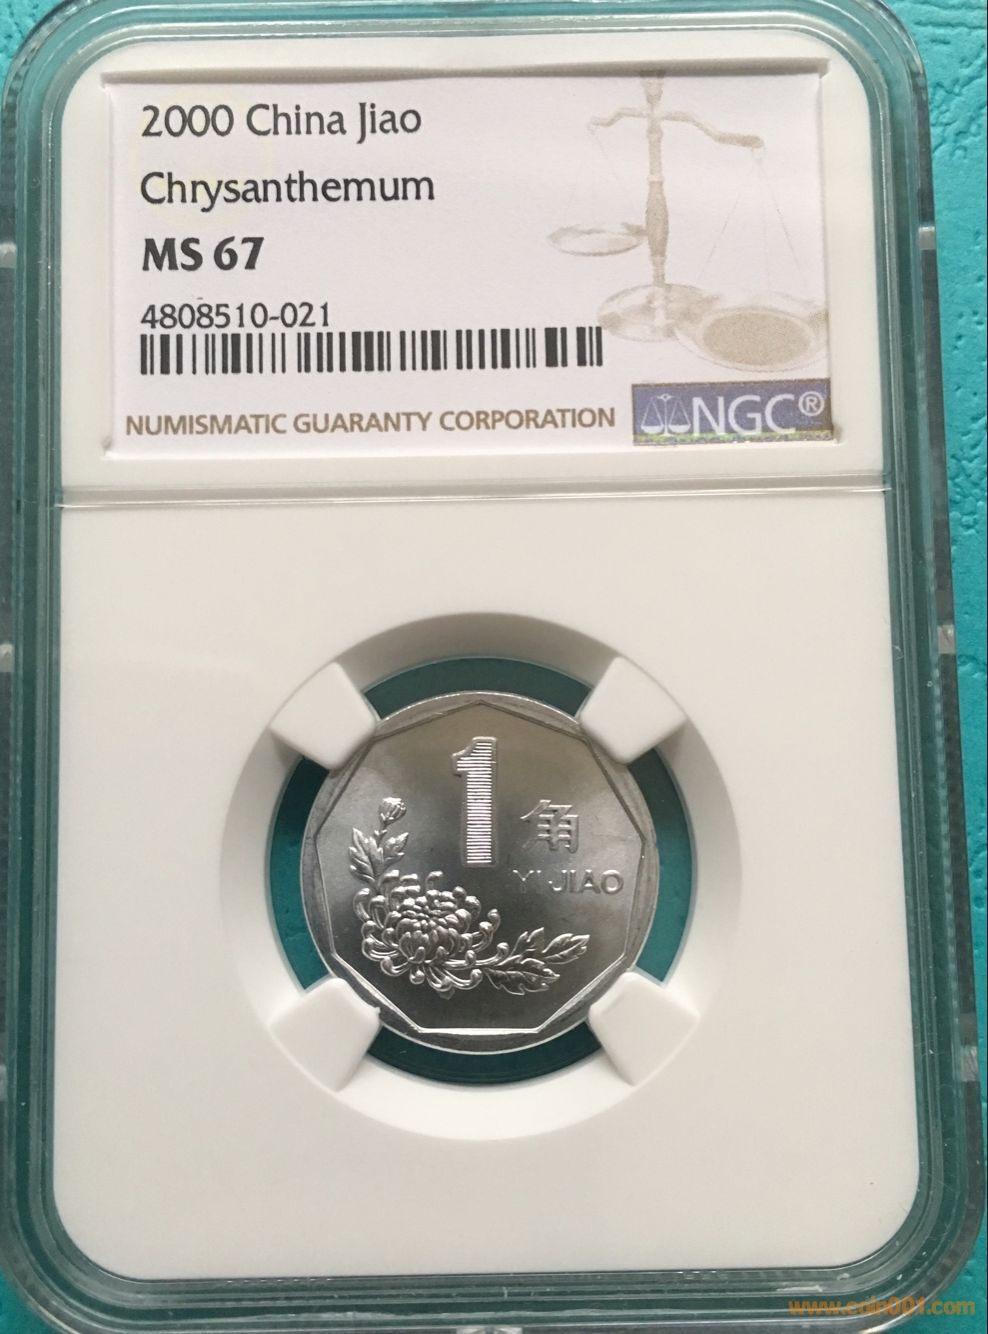 2000 China Jiao
Chrysanthemum
MS 67
4808510-021
NUMISMATIC GUARANTY CORPORATION
NGC®
1
角
YI JIAO
www.coin001.com